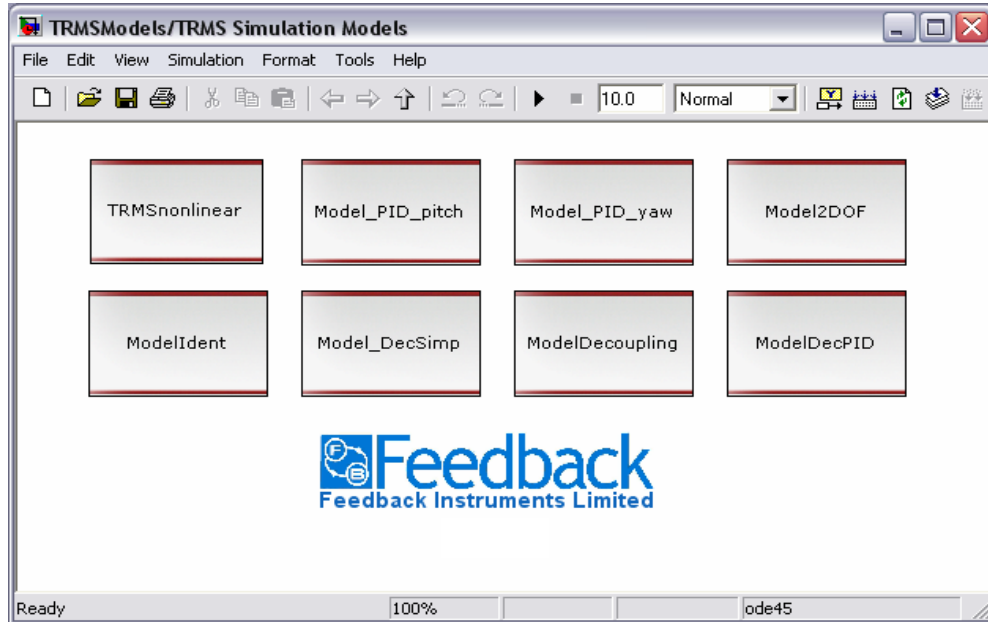 TRMSModels/TRMS Simulation Models
File Edit View Simulation Format Tools Help
10.0 Normal
TRMSnonlinear Model_PID_pitch Model_PID_yaw Model2DOF
ModelIdent Model_DecSimp ModelDecoupling ModelDecPID
F B Feedback
Feedback Instruments Limited
Ready 100% ode45